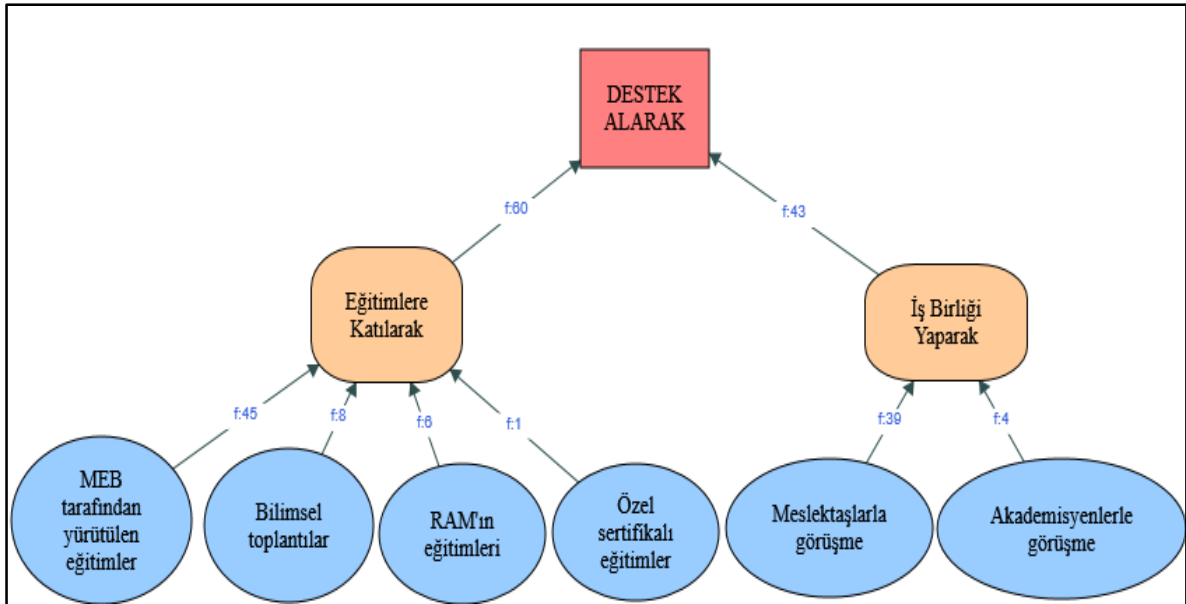 DESTEK
ALARAK
f:60
f:43
Eğitimlere
Katılarak
İş Birliği
Yaparak
f:45
f:8
f:6
f:1
f:39
f:4
MEB
tarafından
yürütülen
eğitimler
Bilimsel
toplantılar
RAM'ın
eğitimleri
Özel
sertifikalı
eğitimler
Meslektaşlarla
görüşme
Akademisyenlerle
görüşme